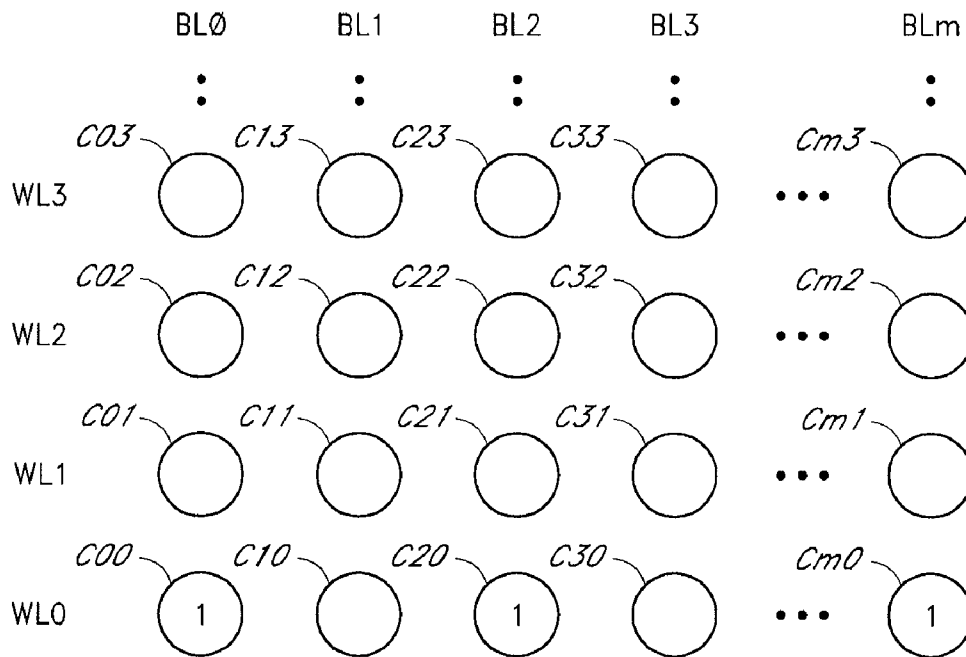 BLØ BL1 BL2 BL3 BLm
C03 C13 C23 C33 Cm3
WL3
C02 C12 C22 C32 Cm2
WL2
C01 C11 C21 C31 Cm1
WL1
C00 C10 C20 C30 Cm0
WL0 1 1 1